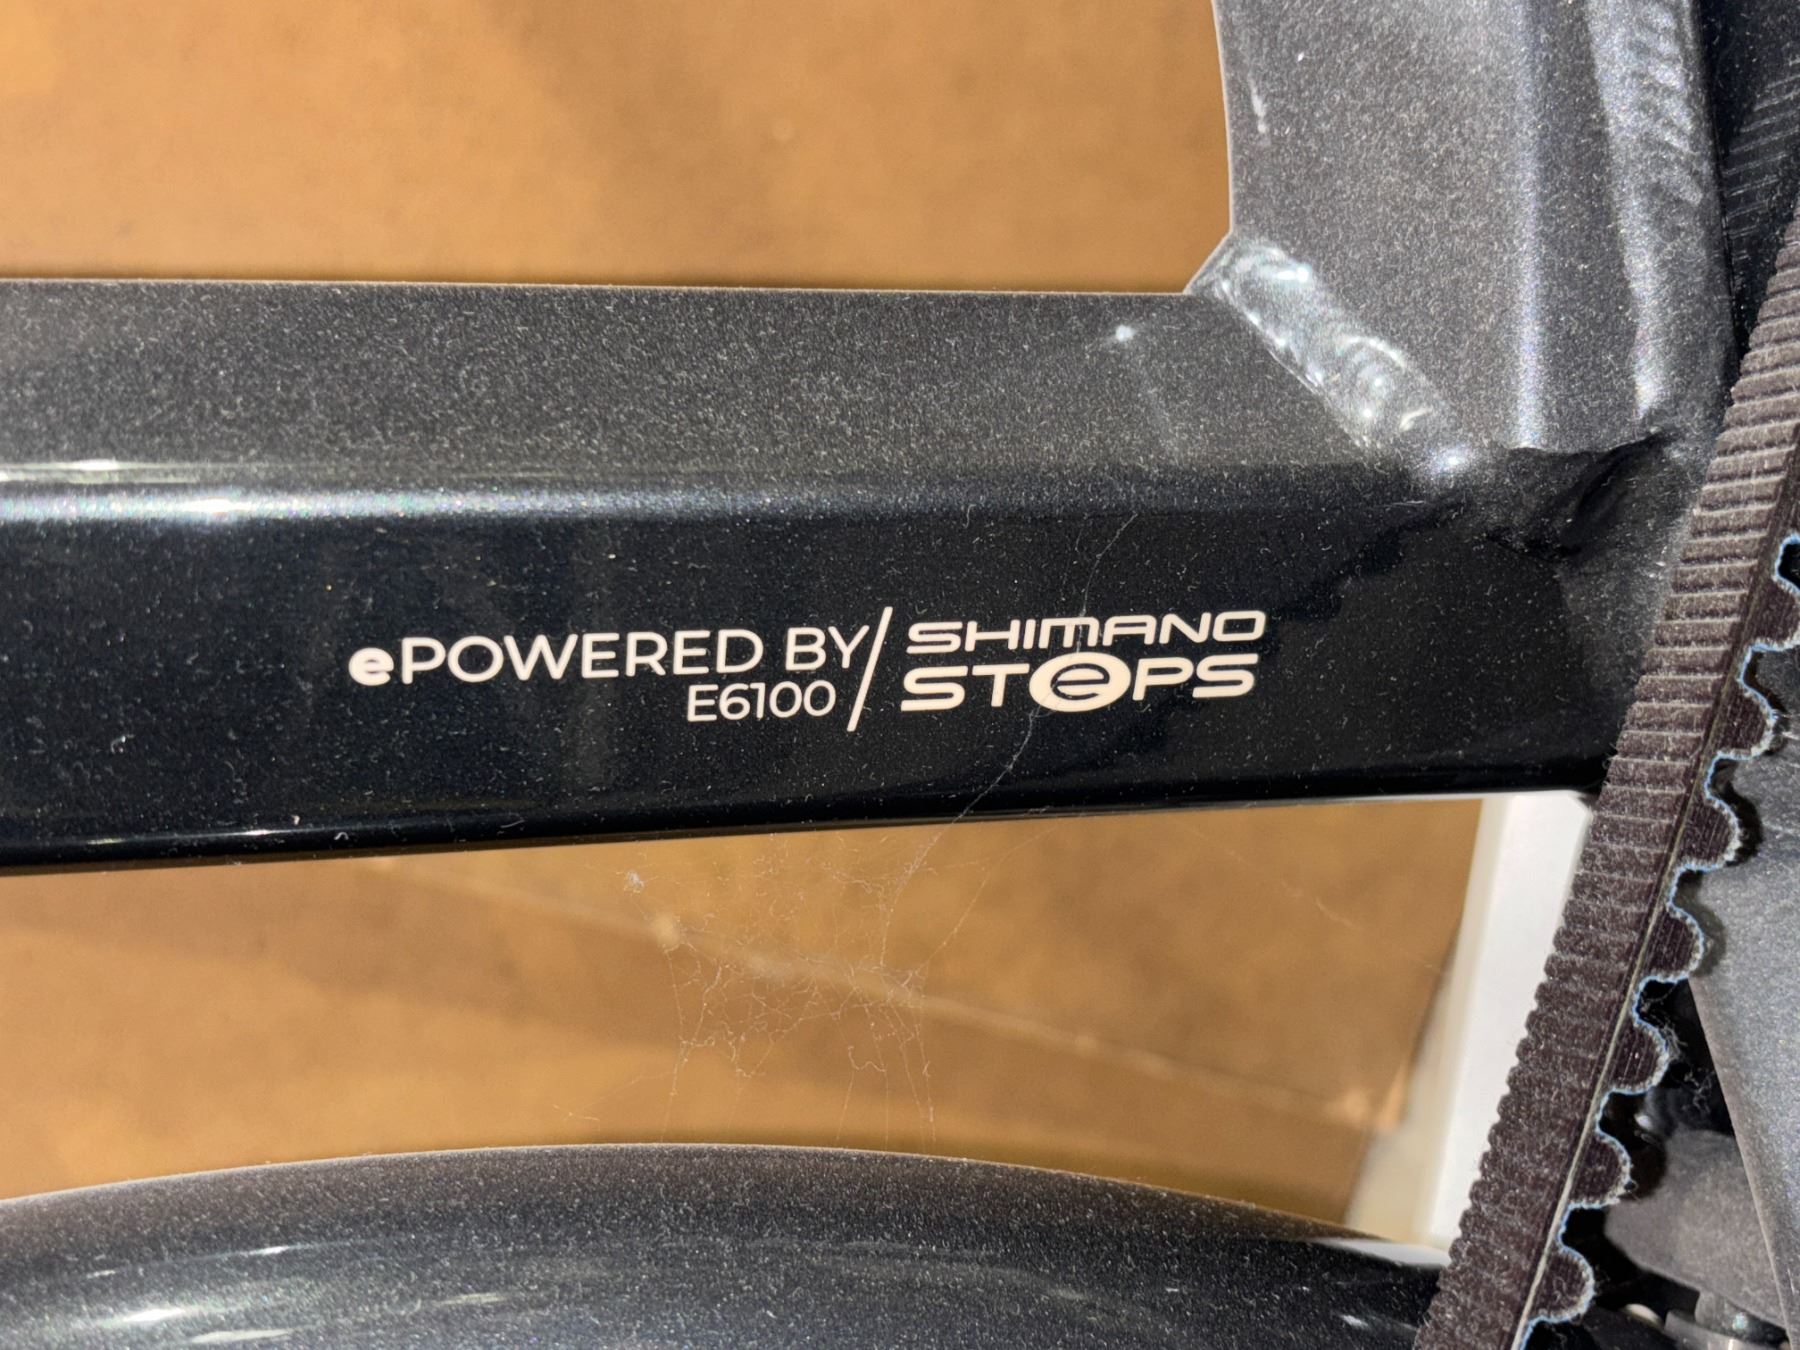 ePOWERED BY/
E6100
SHIMANO
STePS